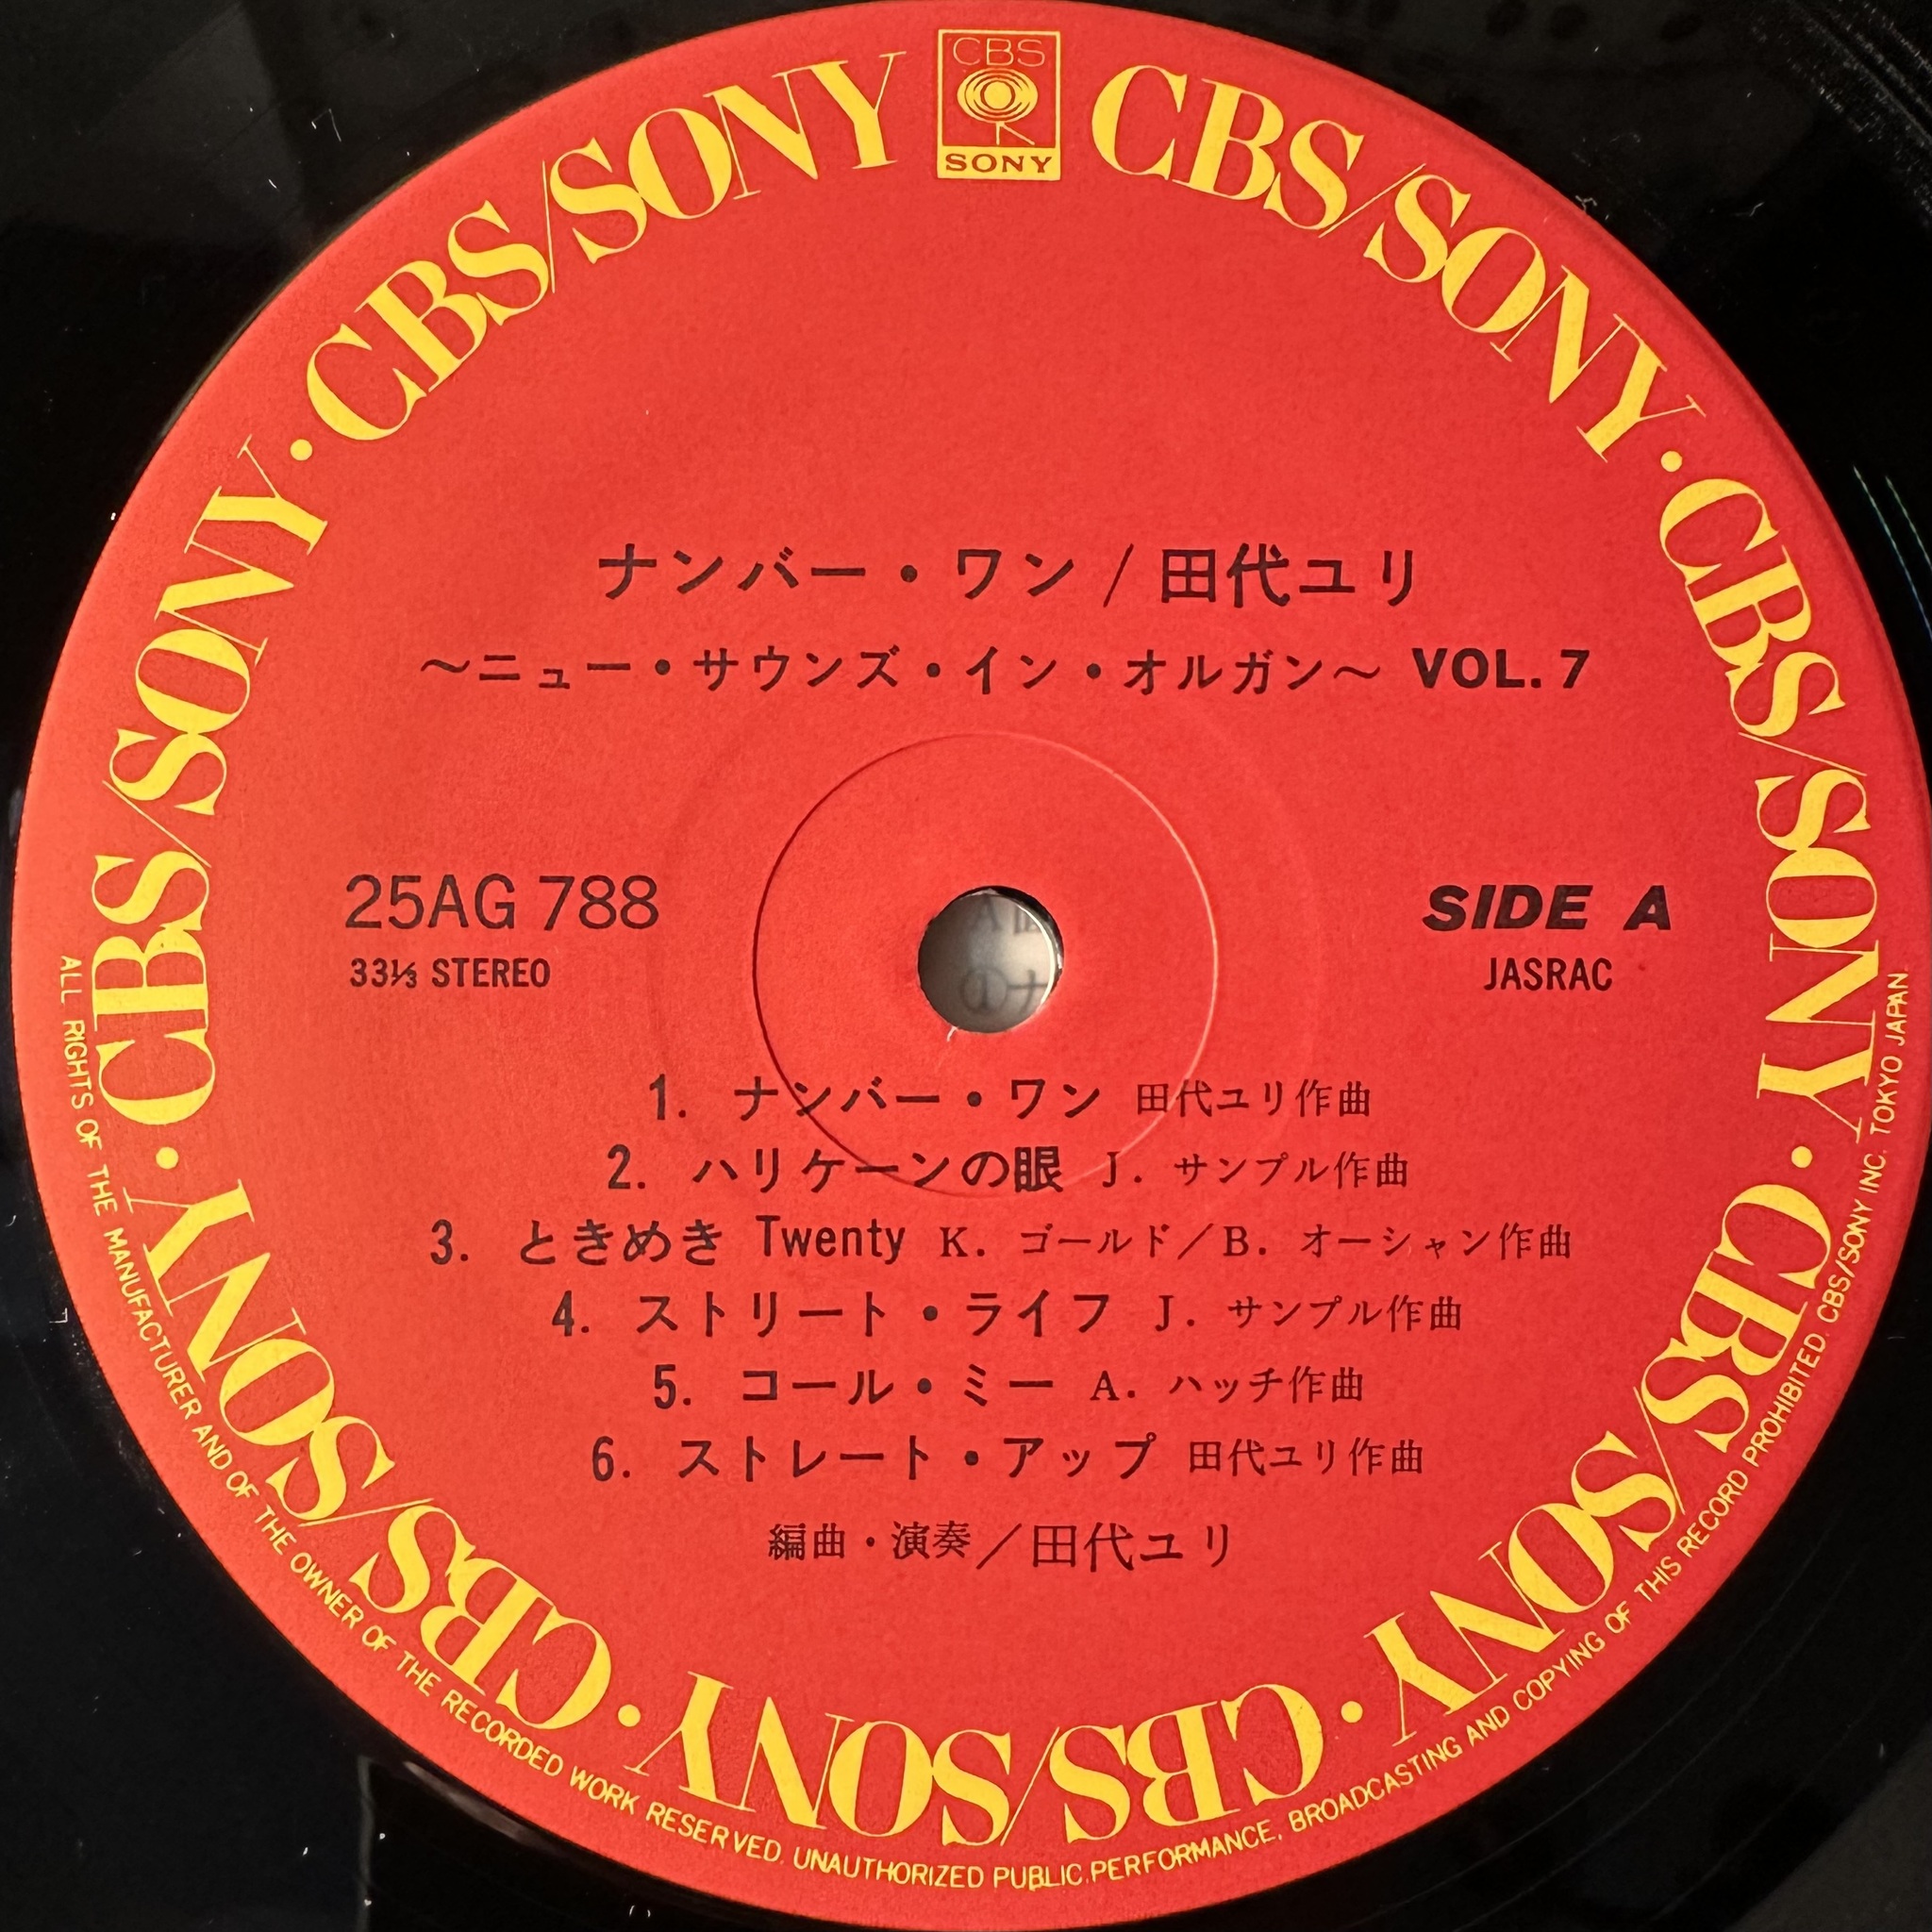 CBS
SONY
CBS/SONY · CBS/SONY · CBS/SONY · CBS/SONY · CBS/SONY · CBS/SONY · CBS/SONY
ナンバー・ワン / 田代ユリ
〜ニュー・サウンズ・イン・オルガン〜 VOL. 7
25AG 788
33⅓ STEREO
SIDE A
JASRAC
1. ナンバー・ワン 田代ユリ作曲
2. ハリケーンの眼 J. サンプル作曲
3. ときめき Twenty K. ゴールド／B. オーシャン作曲
4. ストリート・ライフ J. サンプル作曲
5. コール・ミー A. ハッチ作曲
6. ストレート・アップ 田代ユリ作曲
編曲・演奏／田代ユリ
ALL RIGHTS OF THE MANUFACTURER AND OF THE OWNER OF THE RECORDED WORK RESERVED. UNAUTHORIZED PUBLIC PERFORMANCE, BROADCASTING AND COPYING OF THIS RECORD PROHIBITED. CBS/SONY INC. TOKYO JAPAN